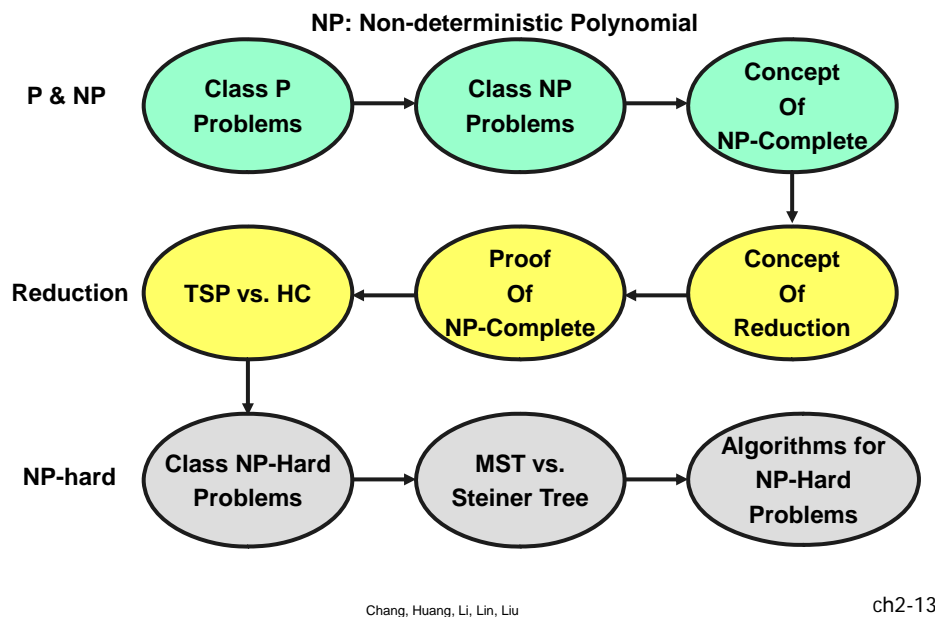 NP: Non-deterministic Polynomial
P & NP
Class P
Problems
Class NP
Problems
Concept
Of
NP-Complete
Reduction
TSP vs. HC
Proof
Of
NP-Complete
Concept
Of
Reduction
NP-hard
Class NP-Hard
Problems
MST vs.
Steiner Tree
Algorithms for
NP-Hard
Problems
Chang, Huang, Li, Lin, Liu
ch2-13